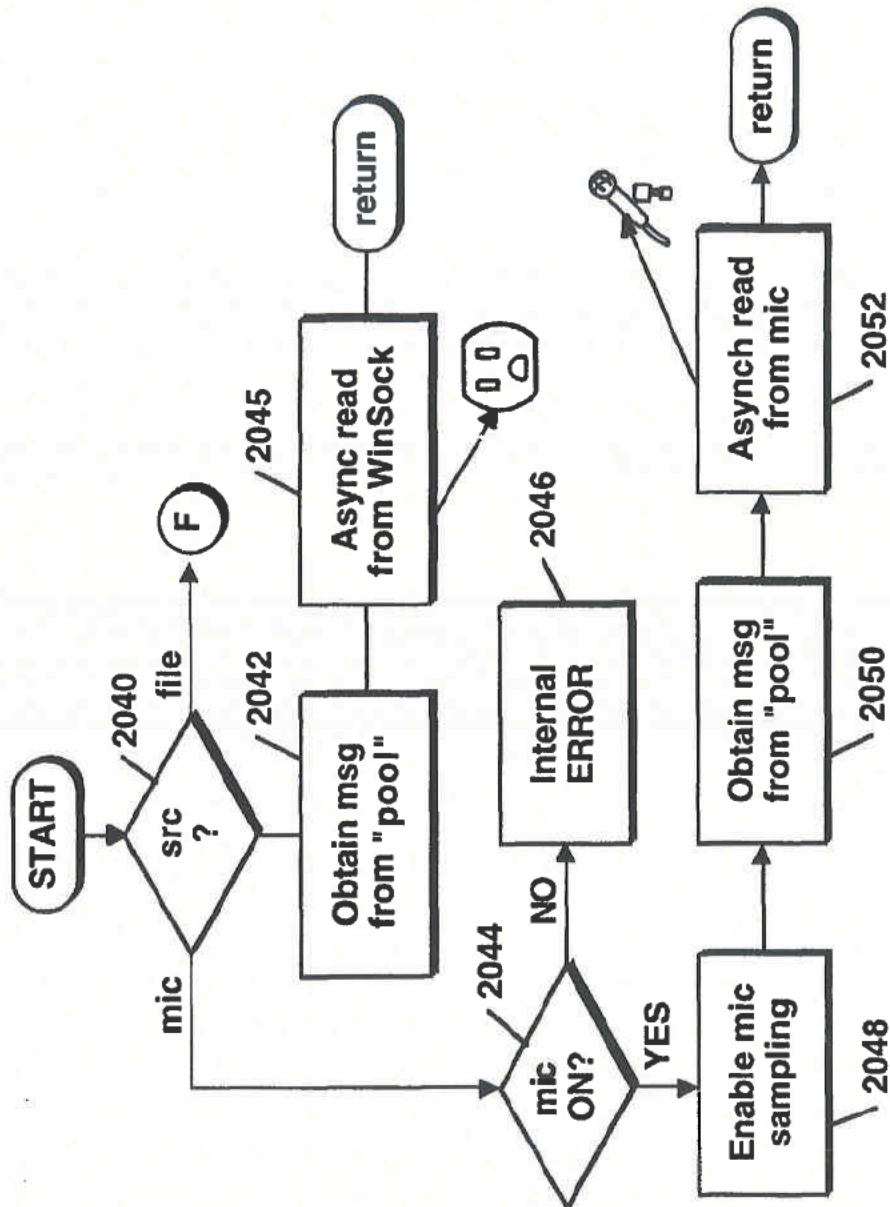 START
src
?
2040
file
F
mic
2042
Obtain msg
from "pool"
2045
Async read
from WinSock
return
2044
mic
ON?
NO
2046
Internal
ERROR
YES
Enable mic
sampling
2048
Obtain msg
from "pool"
2050
Asynch read
from mic
2052
return